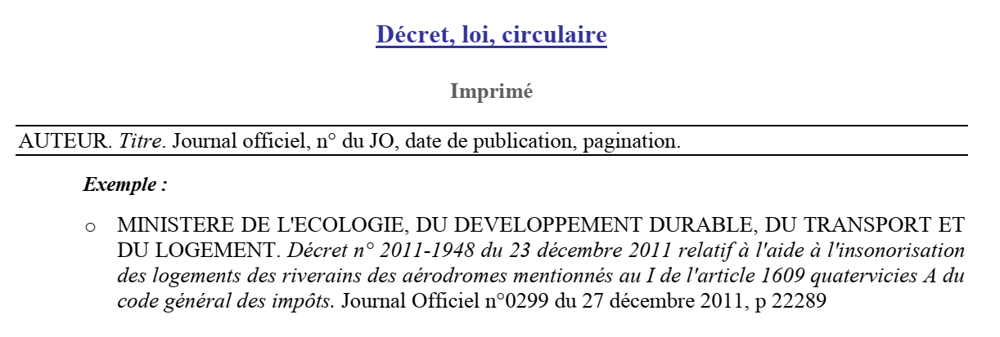 Décret, loi, circulaire
Imprimé
AUTEUR. Titre. Journal officiel, n° du JO, date de publication, pagination.
Exemple :
o MINISTERE DE L'ECOLOGIE, DU DEVELOPPEMENT DURABLE, DU TRANSPORT ET
DU LOGEMENT. Décret n° 2011-1948 du 23 décembre 2011 relatif à l'aide à l'insonorisation
des logements des riverains des aérodromes mentionnés au I de l'article 1609 quatervicies A du
code général des impôts. Journal Officiel n°0299 du 27 décembre 2011, p 22289